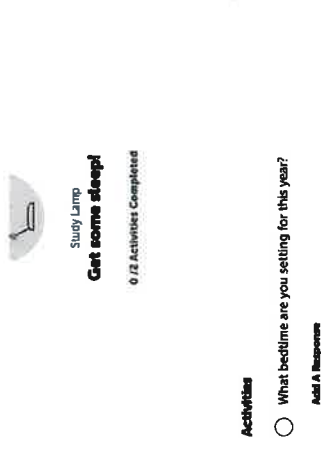 Study Lamp
Get some sleep!
0 /2 Activities Completed
Activities
What bedtime are you setting for this year?
Add A Response